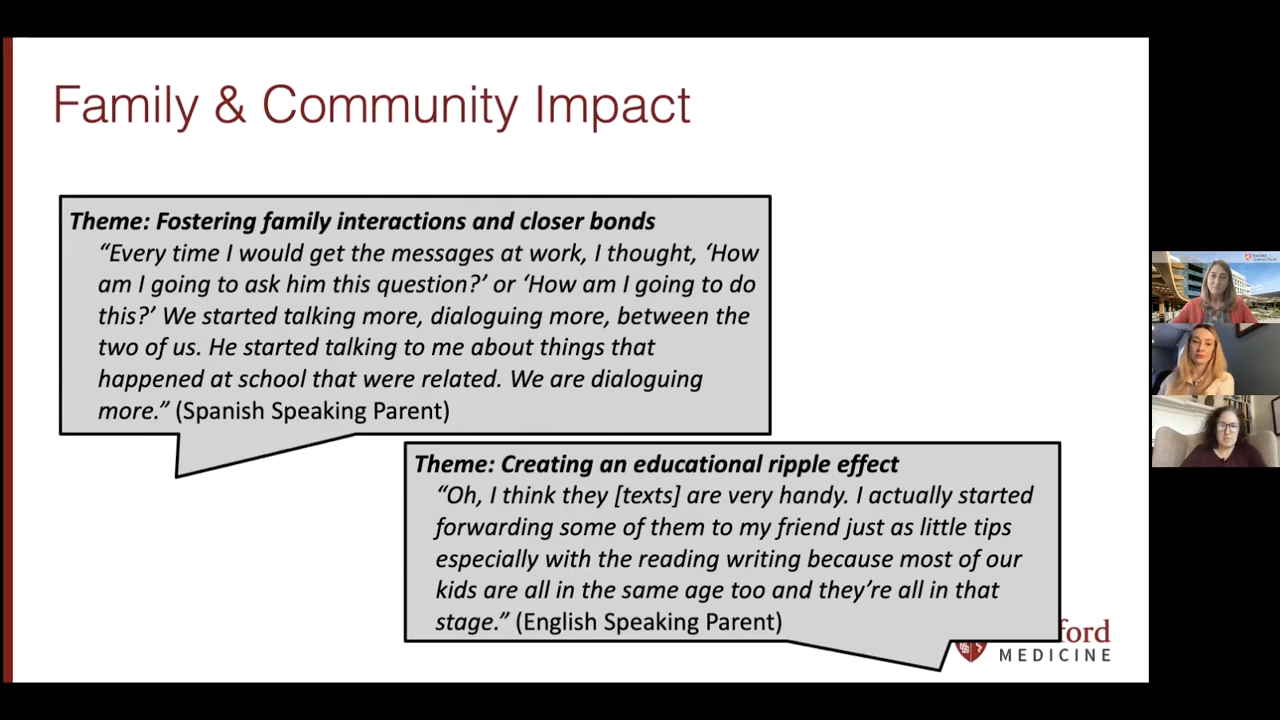 Family & Community Impact
Theme: Fostering family interactions and closer bonds
“Every time I would get the messages at work, I thought, ‘How
am I going to ask him this question?’ or ‘How am I going to do
this?’ We started talking more, dialoguing more, between the
two of us. He started talking to me about things that
happened at school that were related. We are dialoguing
more.” (Spanish Speaking Parent)
Theme: Creating an educational ripple effect
“Oh, I think they [texts] are very handy. I actually started
forwarding some of them to my friend just as little tips
especially with the reading writing because most of our
kids are all in the same age too and they’re all in that
stage.” (English Speaking Parent)
MEDICINE